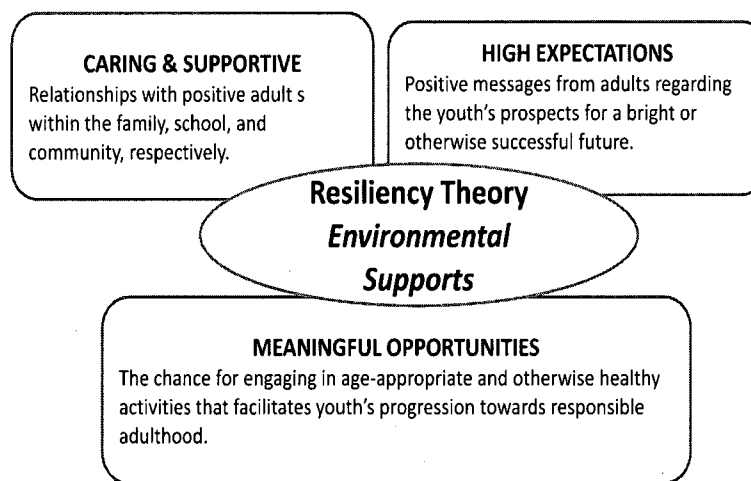 CARING & SUPPORTIVE
Relationships with positive adult s
within the family, school, and
community, respectively.
HIGH EXPECTATIONS
Positive messages from adults regarding
the youth's prospects for a bright or
otherwise successful future.
Resiliency Theory
Environmental
Supports
MEANINGFUL OPPORTUNITIES
The chance for engaging in age-appropriate and otherwise healthy
activities that facilitates youth's progression towards responsible
adulthood.